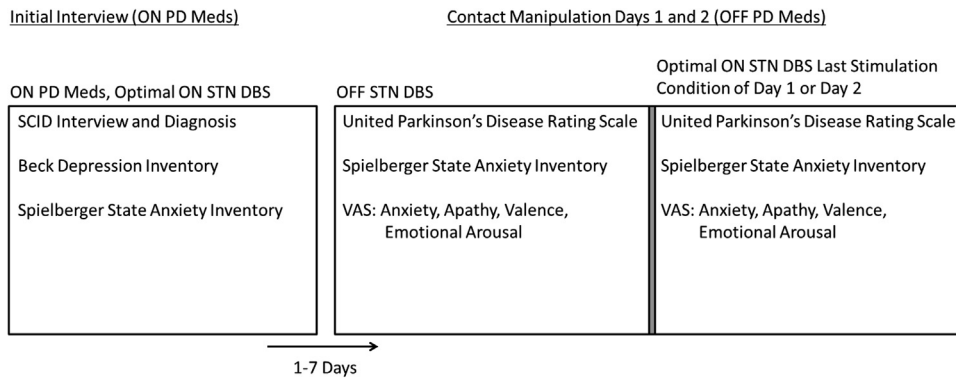 Initial Interview (ON PD Meds)
Contact Manipulation Days 1 and 2 (OFF PD Meds)
ON PD Meds, Optimal ON STN DBS
SCID Interview and Diagnosis
Beck Depression Inventory
Spielberger State Anxiety Inventory
OFF STN DBS
United Parkinson's Disease Rating Scale
Spielberger State Anxiety Inventory
VAS: Anxiety, Apathy, Valence,
Emotional Arousal
Optimal ON STN DBS Last Stimulation
Condition of Day 1 or Day 2
United Parkinson's Disease Rating Scale
Spielberger State Anxiety Inventory
VAS: Anxiety, Apathy, Valence,
Emotional Arousal
1-7 Days